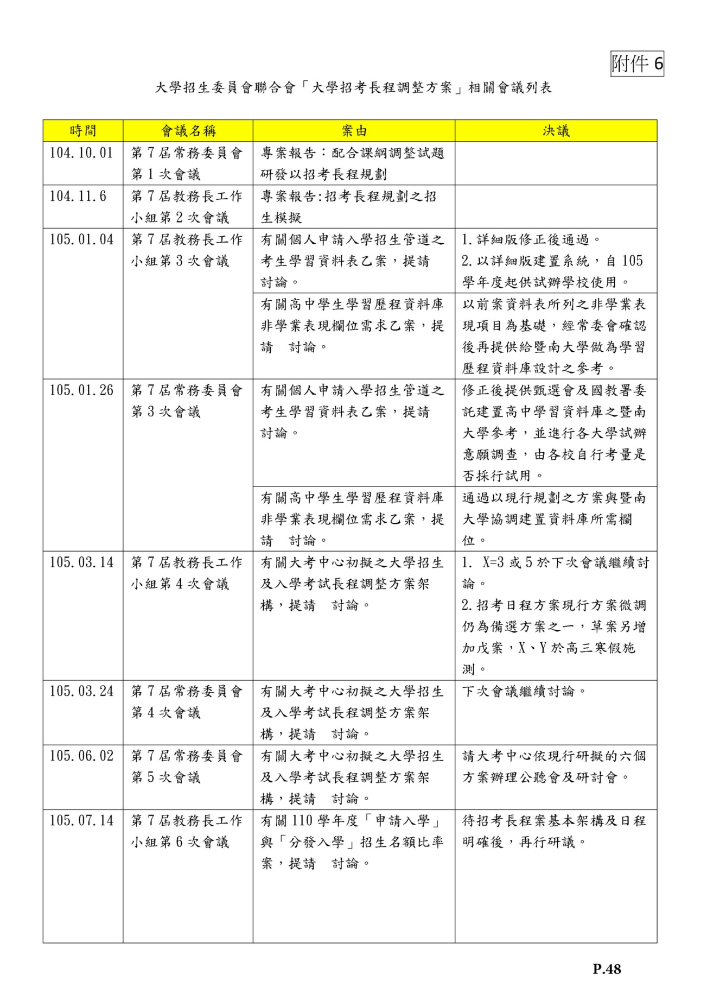 附件 6
大學招生委員會聯合會「大學招考長程調整方案」相關會議列表
時間 會議名稱 案由 決議
104.10.01 第 7 屆常務委員會 專案報告：配合課綱調整試題
第 1 次會議 研發以招考長程規劃
104.11.6 第 7 屆教務長工作 專案報告:招考長程規劃之招
小組第 2 次會議 生模擬
105.01.04 第 7 屆教務長工作 有關個人申請入學招生管道之 1.詳細版修正後通過。
小組第 3 次會議 考生學習資料表乙案，提請 2.以詳細版建置系統，自 105
討論。 學年度起供試辦學校使用。
有關高中學生學習歷程資料庫 以前案資料表所列之非學業表
非學業表現欄位需求乙案，提 現項目為基礎，經常委會確認
請　討論。 後再提供給暨南大學做為學習
歷程資料庫設計之參考。
105.01.26 第 7 屆常務委員會 有關個人申請入學招生管道之 修正後提供甄選會及國教署委
第 3 次會議 考生學習資料表乙案，提請 託建置高中學習資料庫之暨南
討論。 大學參考，並進行各大學試辦
意願調查，由各校自行考量是
否採行試用。
有關高中學生學習歷程資料庫 通過以現行規劃之方案與暨南
非學業表現欄位需求乙案，提 大學協調建置資料庫所需欄
請　討論。 位。
105.03.14 第 7 屆教務長工作 有關大考中心初擬之大學招生 1. X=3 或 5 於下次會議繼續討
小組第 4 次會議 及入學考試長程調整方案架 論。
構，提請　討論。 2.招考日程方案現行方案微調
仍為備選方案之一，草案另增
加戊案，X、Y 於高三寒假施
測。
105.03.24 第 7 屆常務委員會 有關大考中心初擬之大學招生 下次會議繼續討論。
第 4 次會議 及入學考試長程調整方案架
構，提請　討論。
105.06.02 第 7 屆常務委員會 有關大考中心初擬之大學招生 請大考中心依現行研擬的六個
第 5 次會議 及入學考試長程調整方案架 方案辦理公聽會及研討會。
構，提請　討論。
105.07.14 第 7 屆教務長工作 有關 110 學年度「申請入學」 待招考長程案基本架構及日程
小組第 6 次會議 與「分發入學」招生名額比率 明確後，再行研議。
案，提請　討論。
P.48